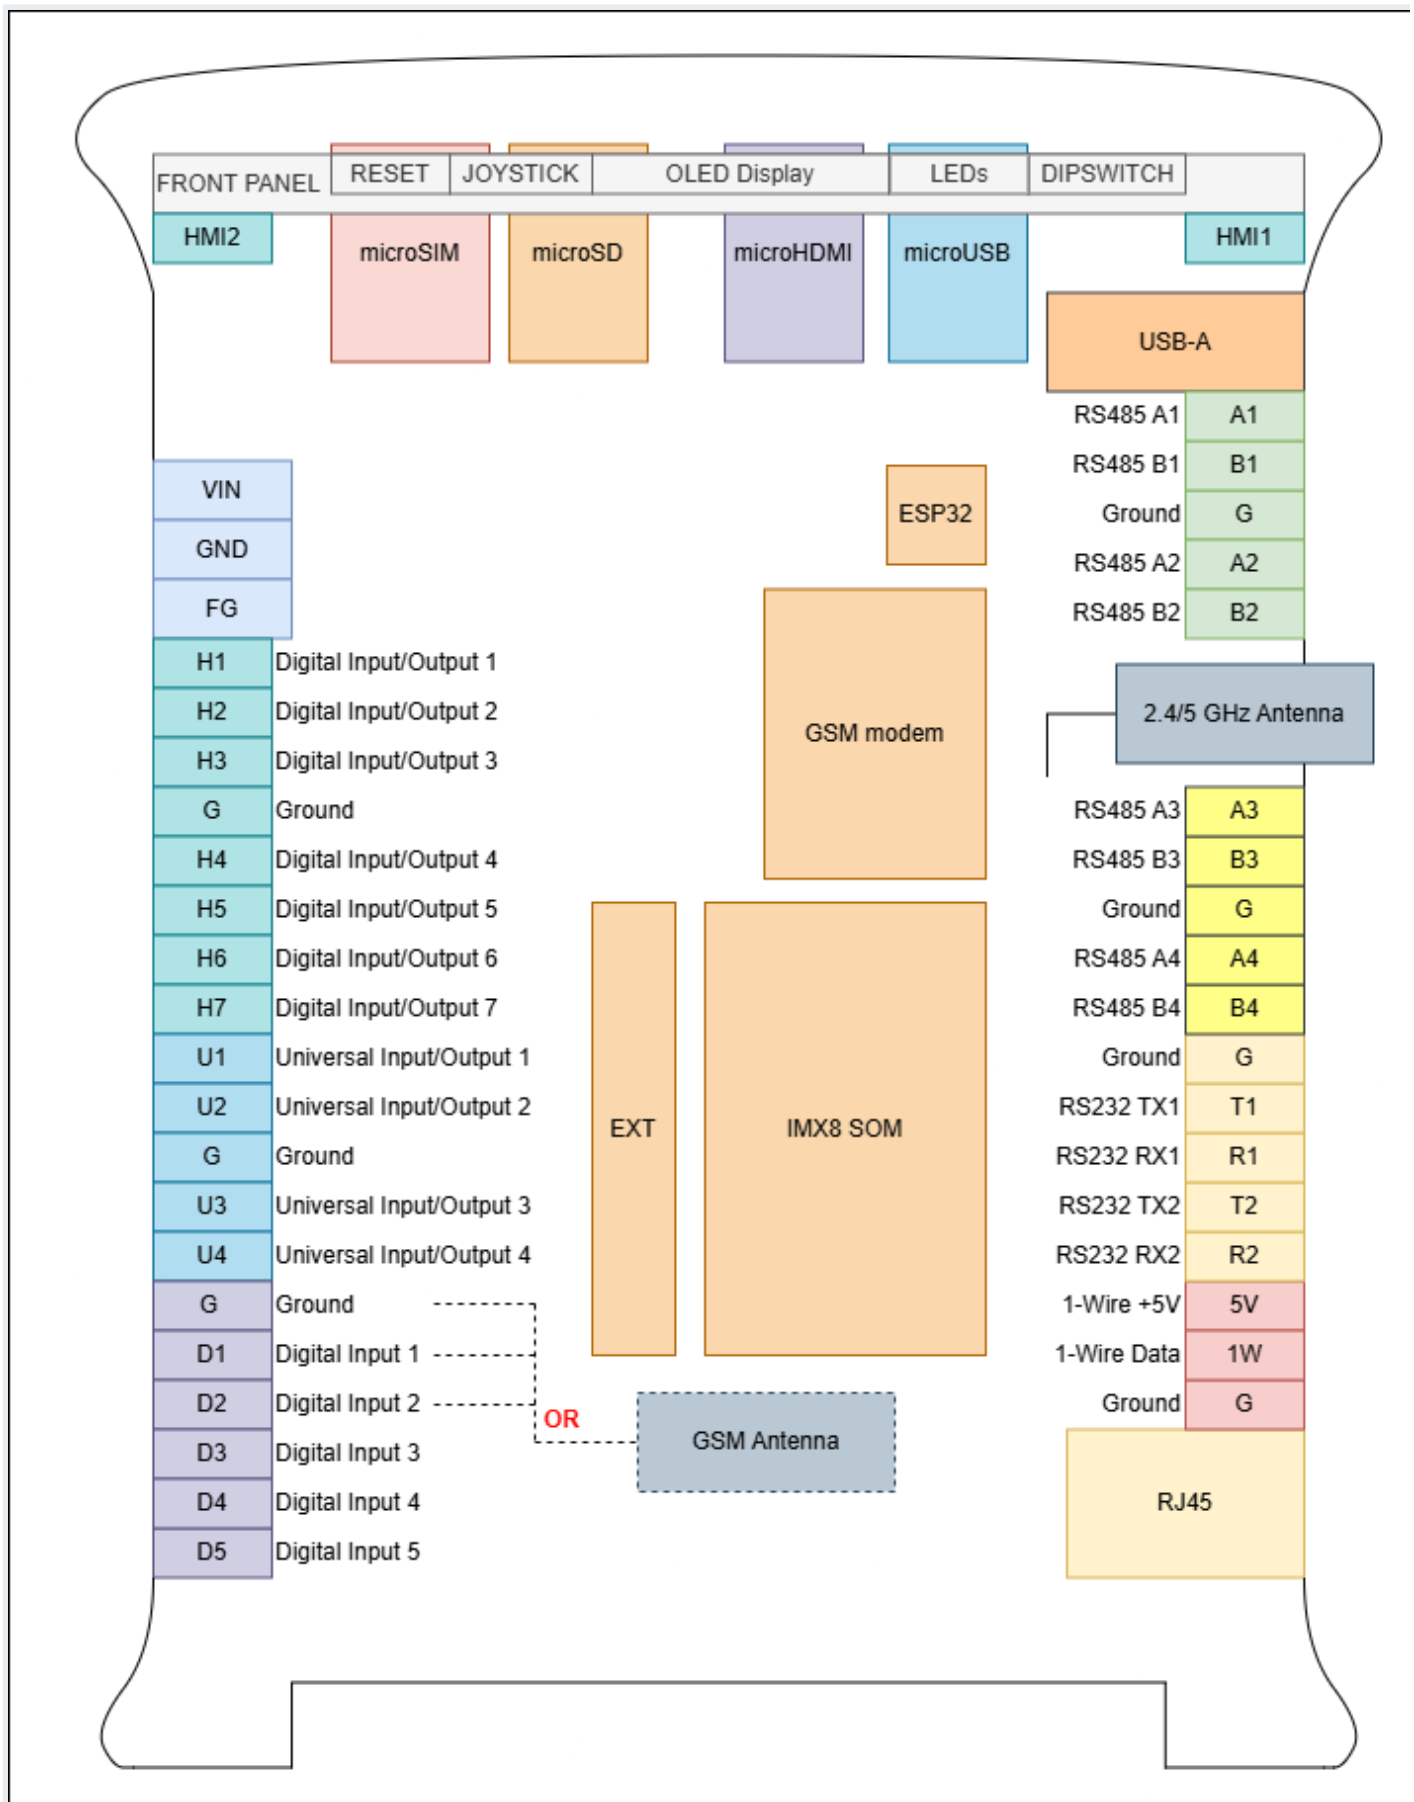 FRONT PANEL
RESET
JOYSTICK
OLED Display
LEDs
DIPSWITCH
HMI2
microSIM
microSD
microHDMI
microUSB
HMI1
USB-A
RS485 A1 A1
RS485 B1 B1
Ground G
RS485 A2 A2
RS485 B2 B2
VIN
GND
FG
ESP32
GSM modem
2.4/5 GHz Antenna
H1 Digital Input/Output 1
H2 Digital Input/Output 2
H3 Digital Input/Output 3
G Ground
H4 Digital Input/Output 4
H5 Digital Input/Output 5
H6 Digital Input/Output 6
H7 Digital Input/Output 7
U1 Universal Input/Output 1
U2 Universal Input/Output 2
G Ground
U3 Universal Input/Output 3
U4 Universal Input/Output 4
G Ground
D1 Digital Input 1
D2 Digital Input 2
D3 Digital Input 3
D4 Digital Input 4
D5 Digital Input 5
OR
GSM Antenna
EXT
IMX8 SOM
RS485 A3 A3
RS485 B3 B3
Ground G
RS485 A4 A4
RS485 B4 B4
Ground G
RS232 TX1 T1
RS232 RX1 R1
RS232 TX2 T2
RS232 RX2 R2
1-Wire +5V 5V
1-Wire Data 1W
Ground G
RJ45